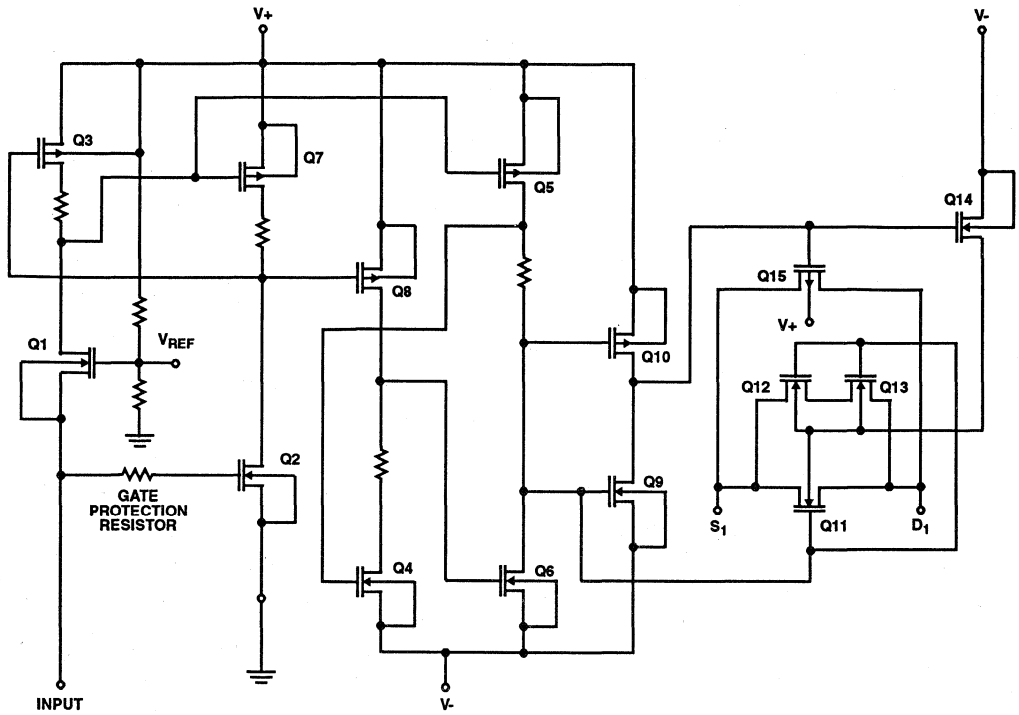 V+
V-
Q3
Q7
Q5
Q14
Q8
Q15
V+
Q1
VREF
Q10
Q12
Q13
Q2
Q9
GATE
PROTECTION
RESISTOR
S1
Q11
D1
Q4
Q6
INPUT
V-